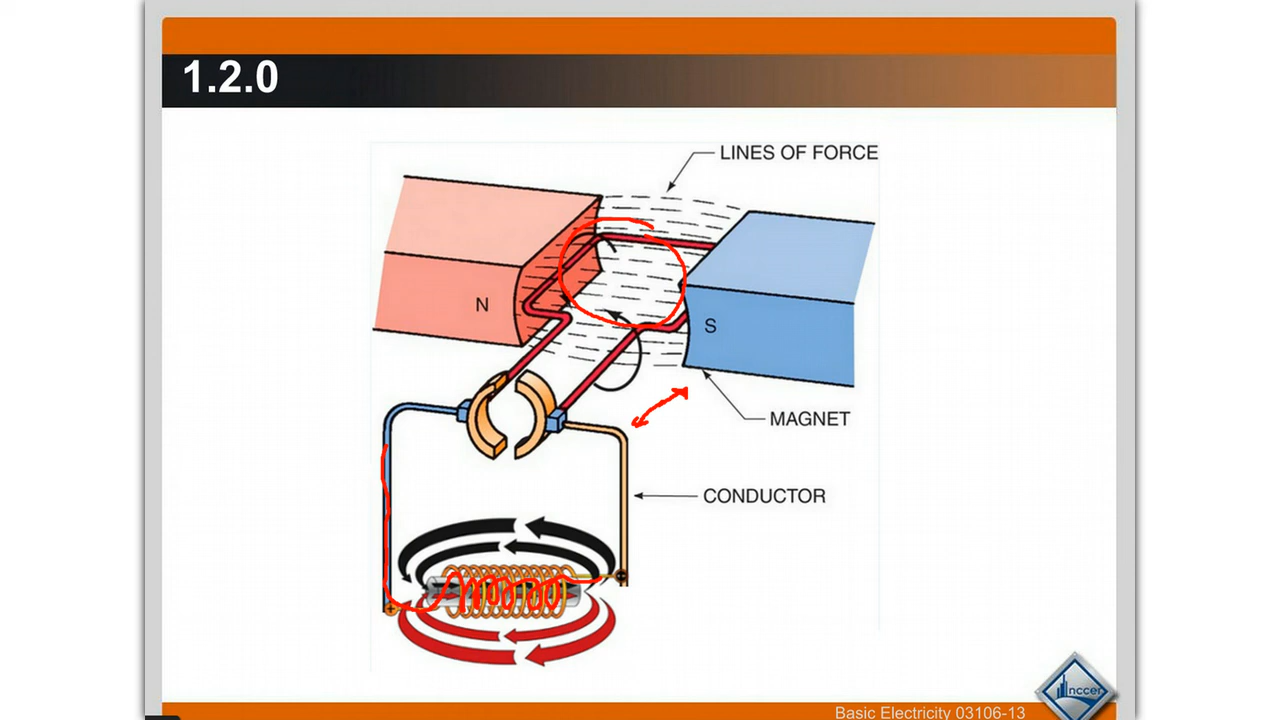 1.2.0
LINES OF FORCE
N
S
MAGNET
CONDUCTOR
nccer
Basic Electricity 03106-13